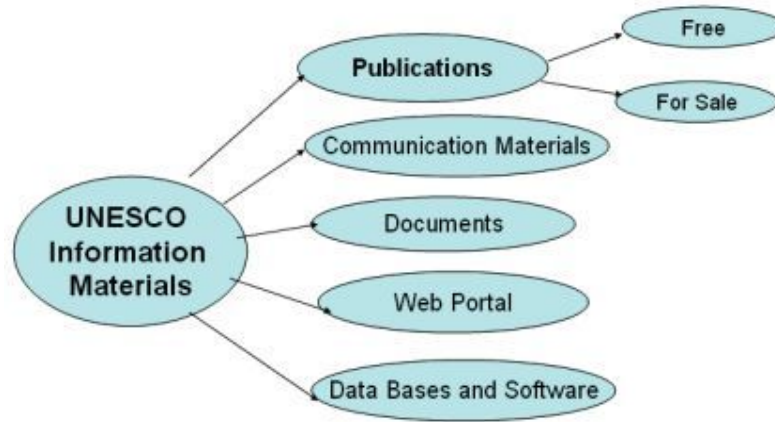 Free
Publications
For Sale
Communication Materials
UNESCO
Information
Materials
Documents
Web Portal
Data Bases and Software